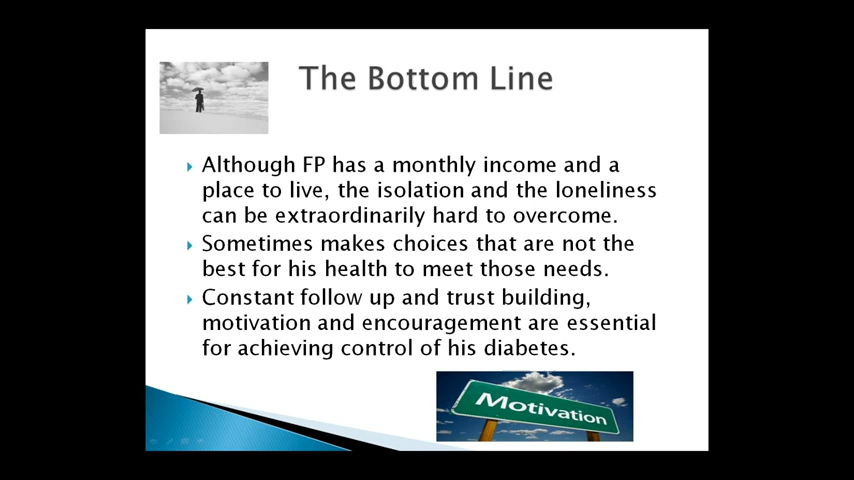 The Bottom Line
Although FP has a monthly income and a
place to live, the isolation and the loneliness
can be extraordinarily hard to overcome.
Sometimes makes choices that are not the
best for his health to meet those needs.
Constant follow up and trust building,
motivation and encouragement are essential
for achieving control of his diabetes.
Motivation